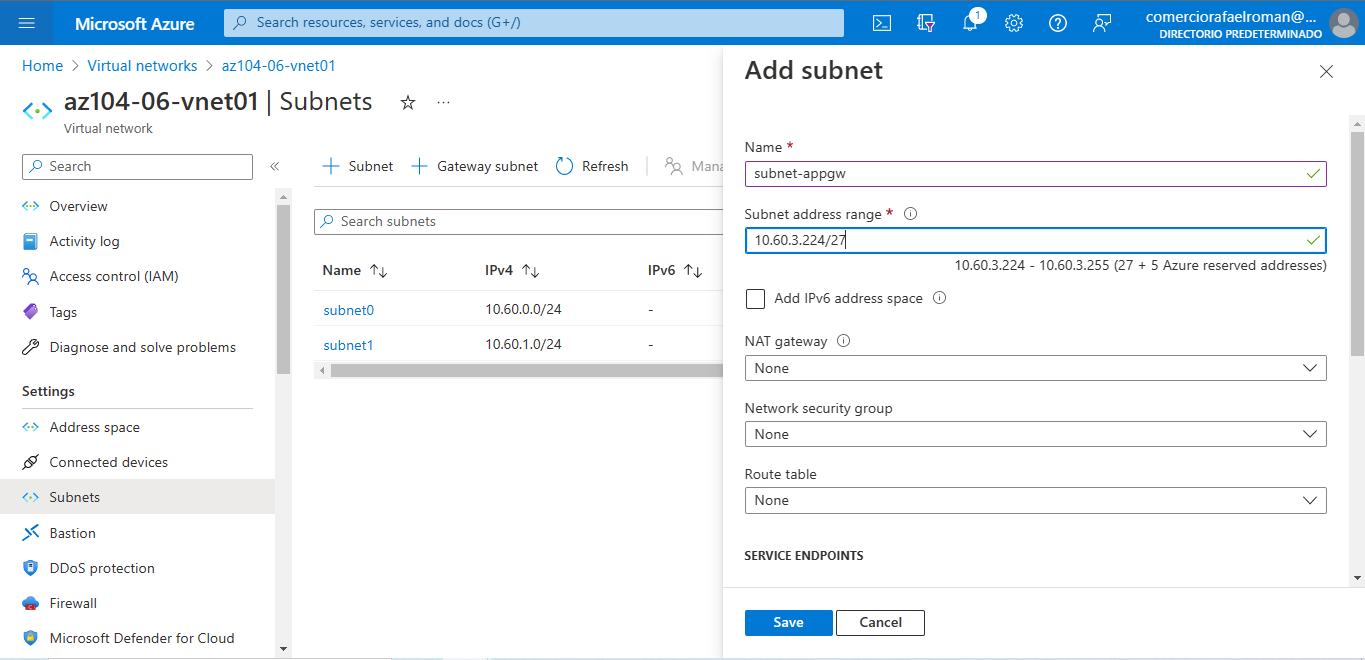 Microsoft Azure
Search resources, services, and docs (G+/)
1
comerciorafaelroman@...
DIRECTORIO PREDETERMINADO
Home > Virtual networks > az104-06-vnet01
az104-06-vnet01 | Subnets
Virtual network
Search
Overview
Activity log
Access control (IAM)
Tags
Diagnose and solve problems
Settings
Address space
Connected devices
Subnets
Bastion
DDoS protection
Firewall
Microsoft Defender for Cloud
+ Subnet + Gateway subnet Refresh Mana
Search subnets
Name IPv4 IPv6
subnet0 10.60.0.0/24 -
subnet1 10.60.1.0/24 -
Add subnet
Name *
subnet-appgw
Subnet address range *
10.60.3.224/27
10.60.3.224 - 10.60.3.255 (27 + 5 Azure reserved addresses)
Add IPv6 address space
NAT gateway
None
Network security group
None
Route table
None
SERVICE ENDPOINTS
Save Cancel